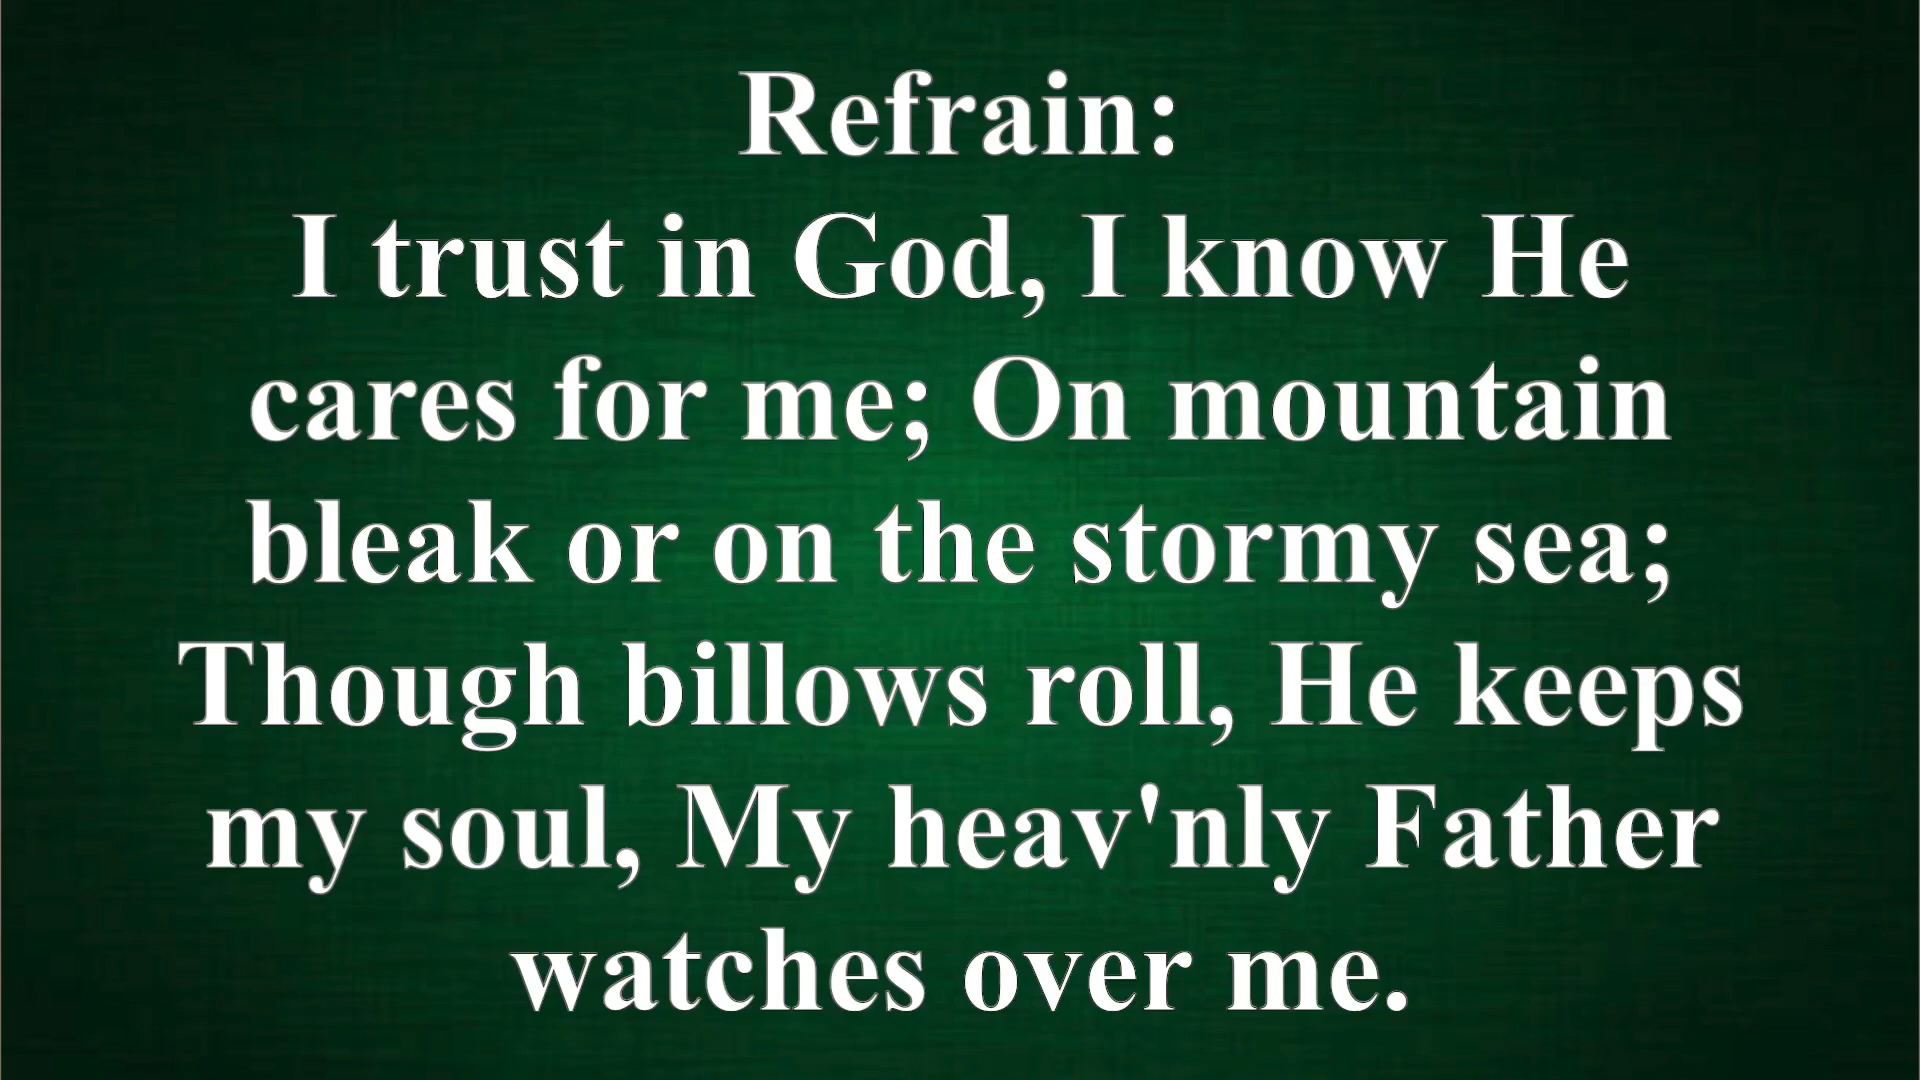 Refrain:
I trust in God, I know He
cares for me; On mountain
bleak or on the stormy sea;
Though billows roll, He keeps
my soul, My heav'nly Father
watches over me.